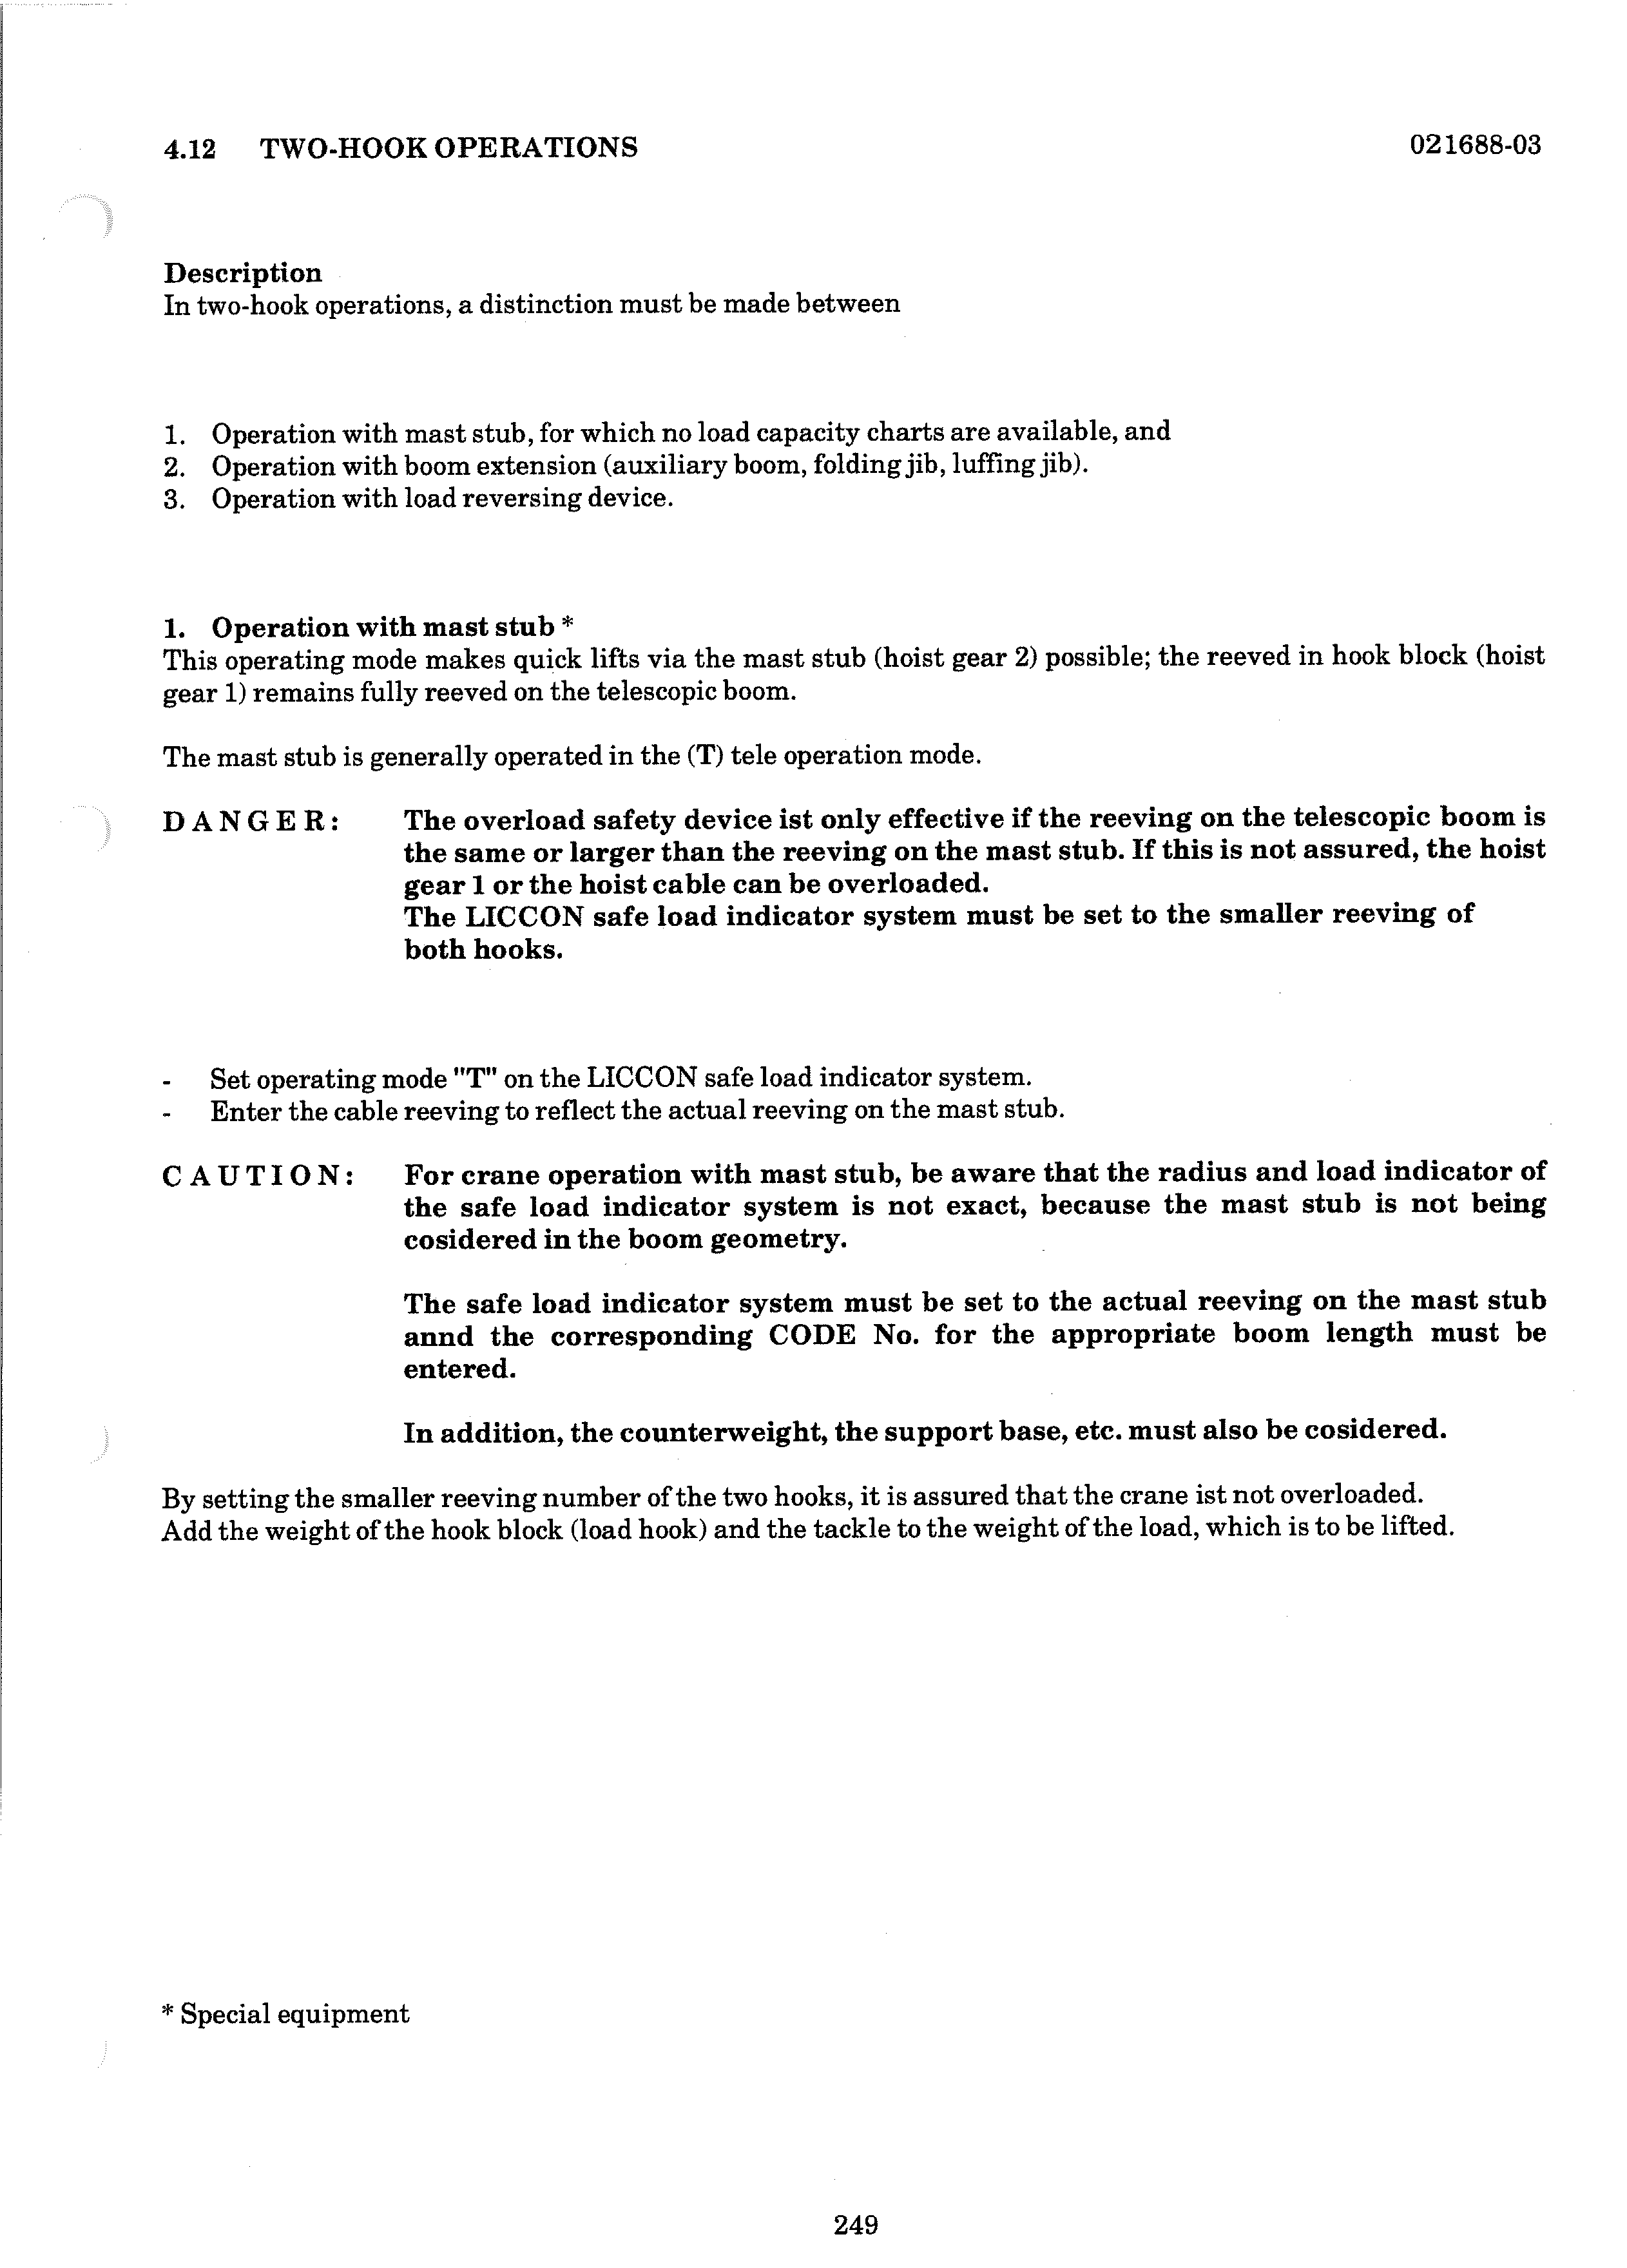 4.12 TWO-HOOK OPERATIONS 021688-03
Description
In two-hook operations, a distinction must be made between
1. Operation with mast stub, for which no load capacity charts are available, and
2. Operation with boom extension (auxiliary boom, folding jib, luffing jib).
3. Operation with load reversing device.
1. Operation with mast stub *
This operating mode makes quick lifts via the mast stub (hoist gear 2) possible; the reeved in hook block (hoist
gear 1) remains fully reeved on the telescopic boom.
The mast stub is generally operated in the (T) tele operation mode.
DANGER: The overload safety device ist only effective if the reeving on the telescopic boom is
the same or larger than the reeving on the mast stub. If this is not assured, the hoist
gear 1 or the hoist cable can be overloaded.
The LICCON safe load indicator system must be set to the smaller reeving of
both hooks.
- Set operating mode "T" on the LICCON safe load indicator system.
- Enter the cable reeving to reflect the actual reeving on the mast stub.
CAUTION: For crane operation with mast stub, be aware that the radius and load indicator of
the safe load indicator system is not exact, because the mast stub is not being
cosidered in the boom geometry.
The safe load indicator system must be set to the actual reeving on the mast stub
annd the corresponding CODE No. for the appropriate boom length must be
entered.
In addition, the counterweight, the support base, etc. must also be cosidered.
By setting the smaller reeving number of the two hooks, it is assured that the crane ist not overloaded.
Add the weight of the hook block (load hook) and the tackle to the weight of the load, which is to be lifted.
* Special equipment
249